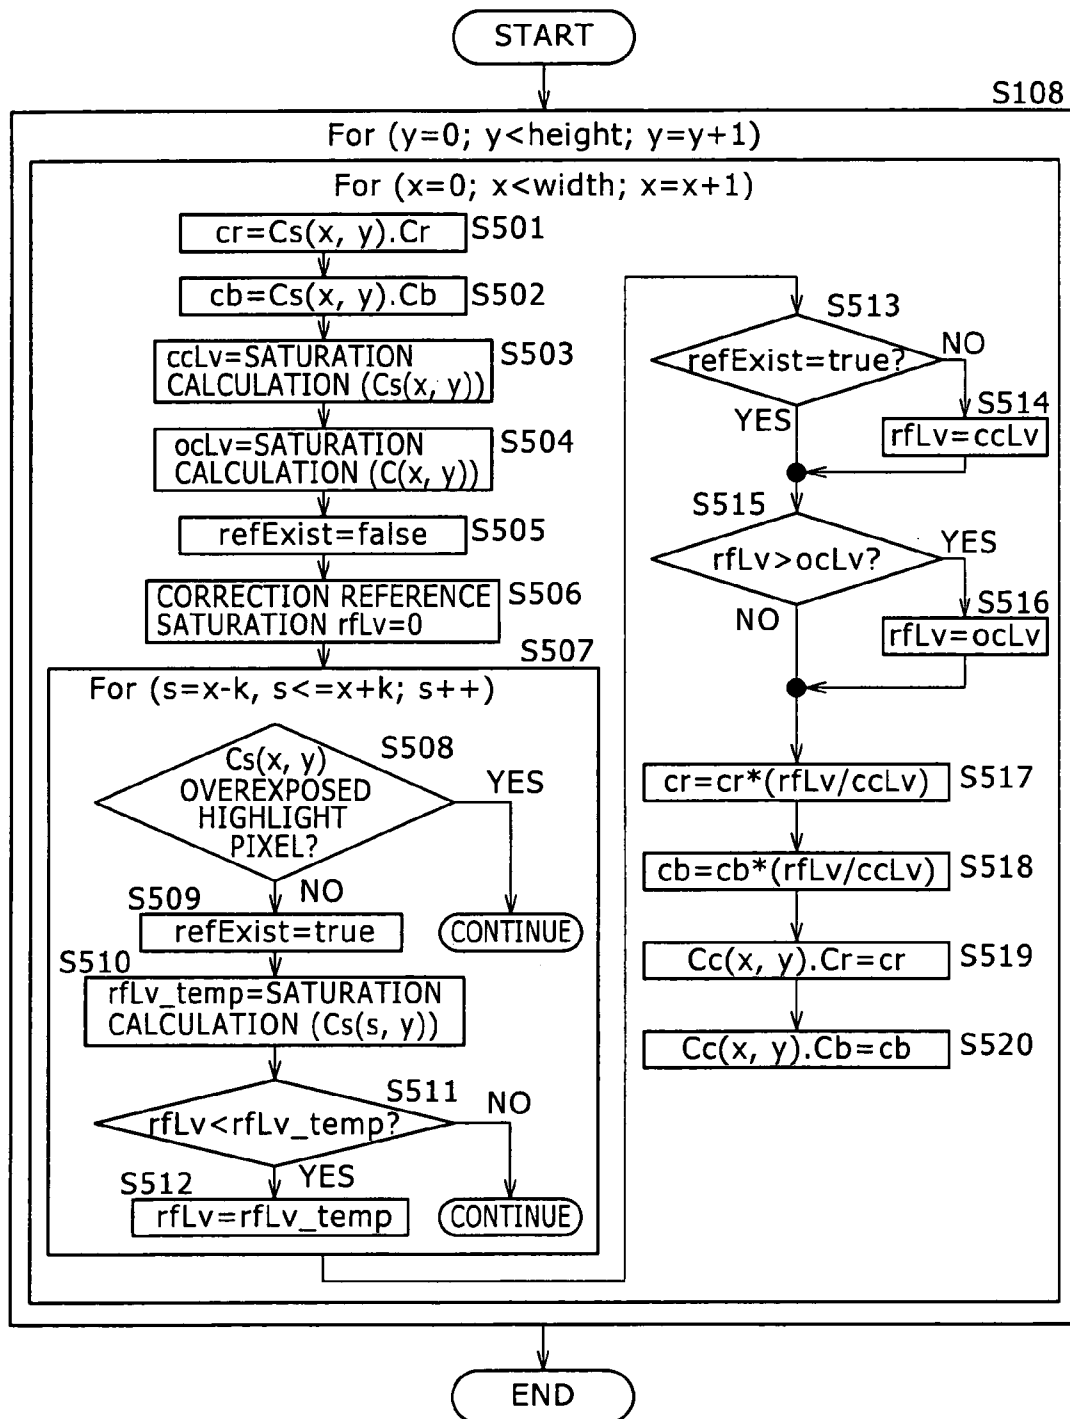 START
S108
For (y=0; y<height; y=y+1)
For (x=0; x<width; x=x+1)
cr=Cs(x, y).Cr
S501
cb=Cs(x, y).Cb
S502
ccLv=SATURATION
CALCULATION (Cs(x, y))
S503
ocLv=SATURATION
CALCULATION (C(x, y))
S504
refExist=false
S505
CORRECTION REFERENCE
SATURATION rfLv=0
S506
S507
For (s=x-k, s<=x+k; s++)
S508
Cs(x, y)
OVEREXPOSED
HIGHLIGHT
PIXEL?
YES
NO
S509
refExist=true
CONTINUE
S510
rfLv_temp=SATURATION
CALCULATION (Cs(s, y))
S511
rfLv<rfLv_temp?
NO
YES
S512
rfLv=rfLv_temp
CONTINUE
S513
refExist=true?
NO
YES
S514
rfLv=ccLv
S515
rfLv>ocLv?
YES
NO
S516
rfLv=ocLv
cr=cr*(rfLv/ccLv)
S517
cb=cb*(rfLv/ccLv)
S518
Cc(x, y).Cr=cr
S519
Cc(x, y).Cb=cb
S520
END